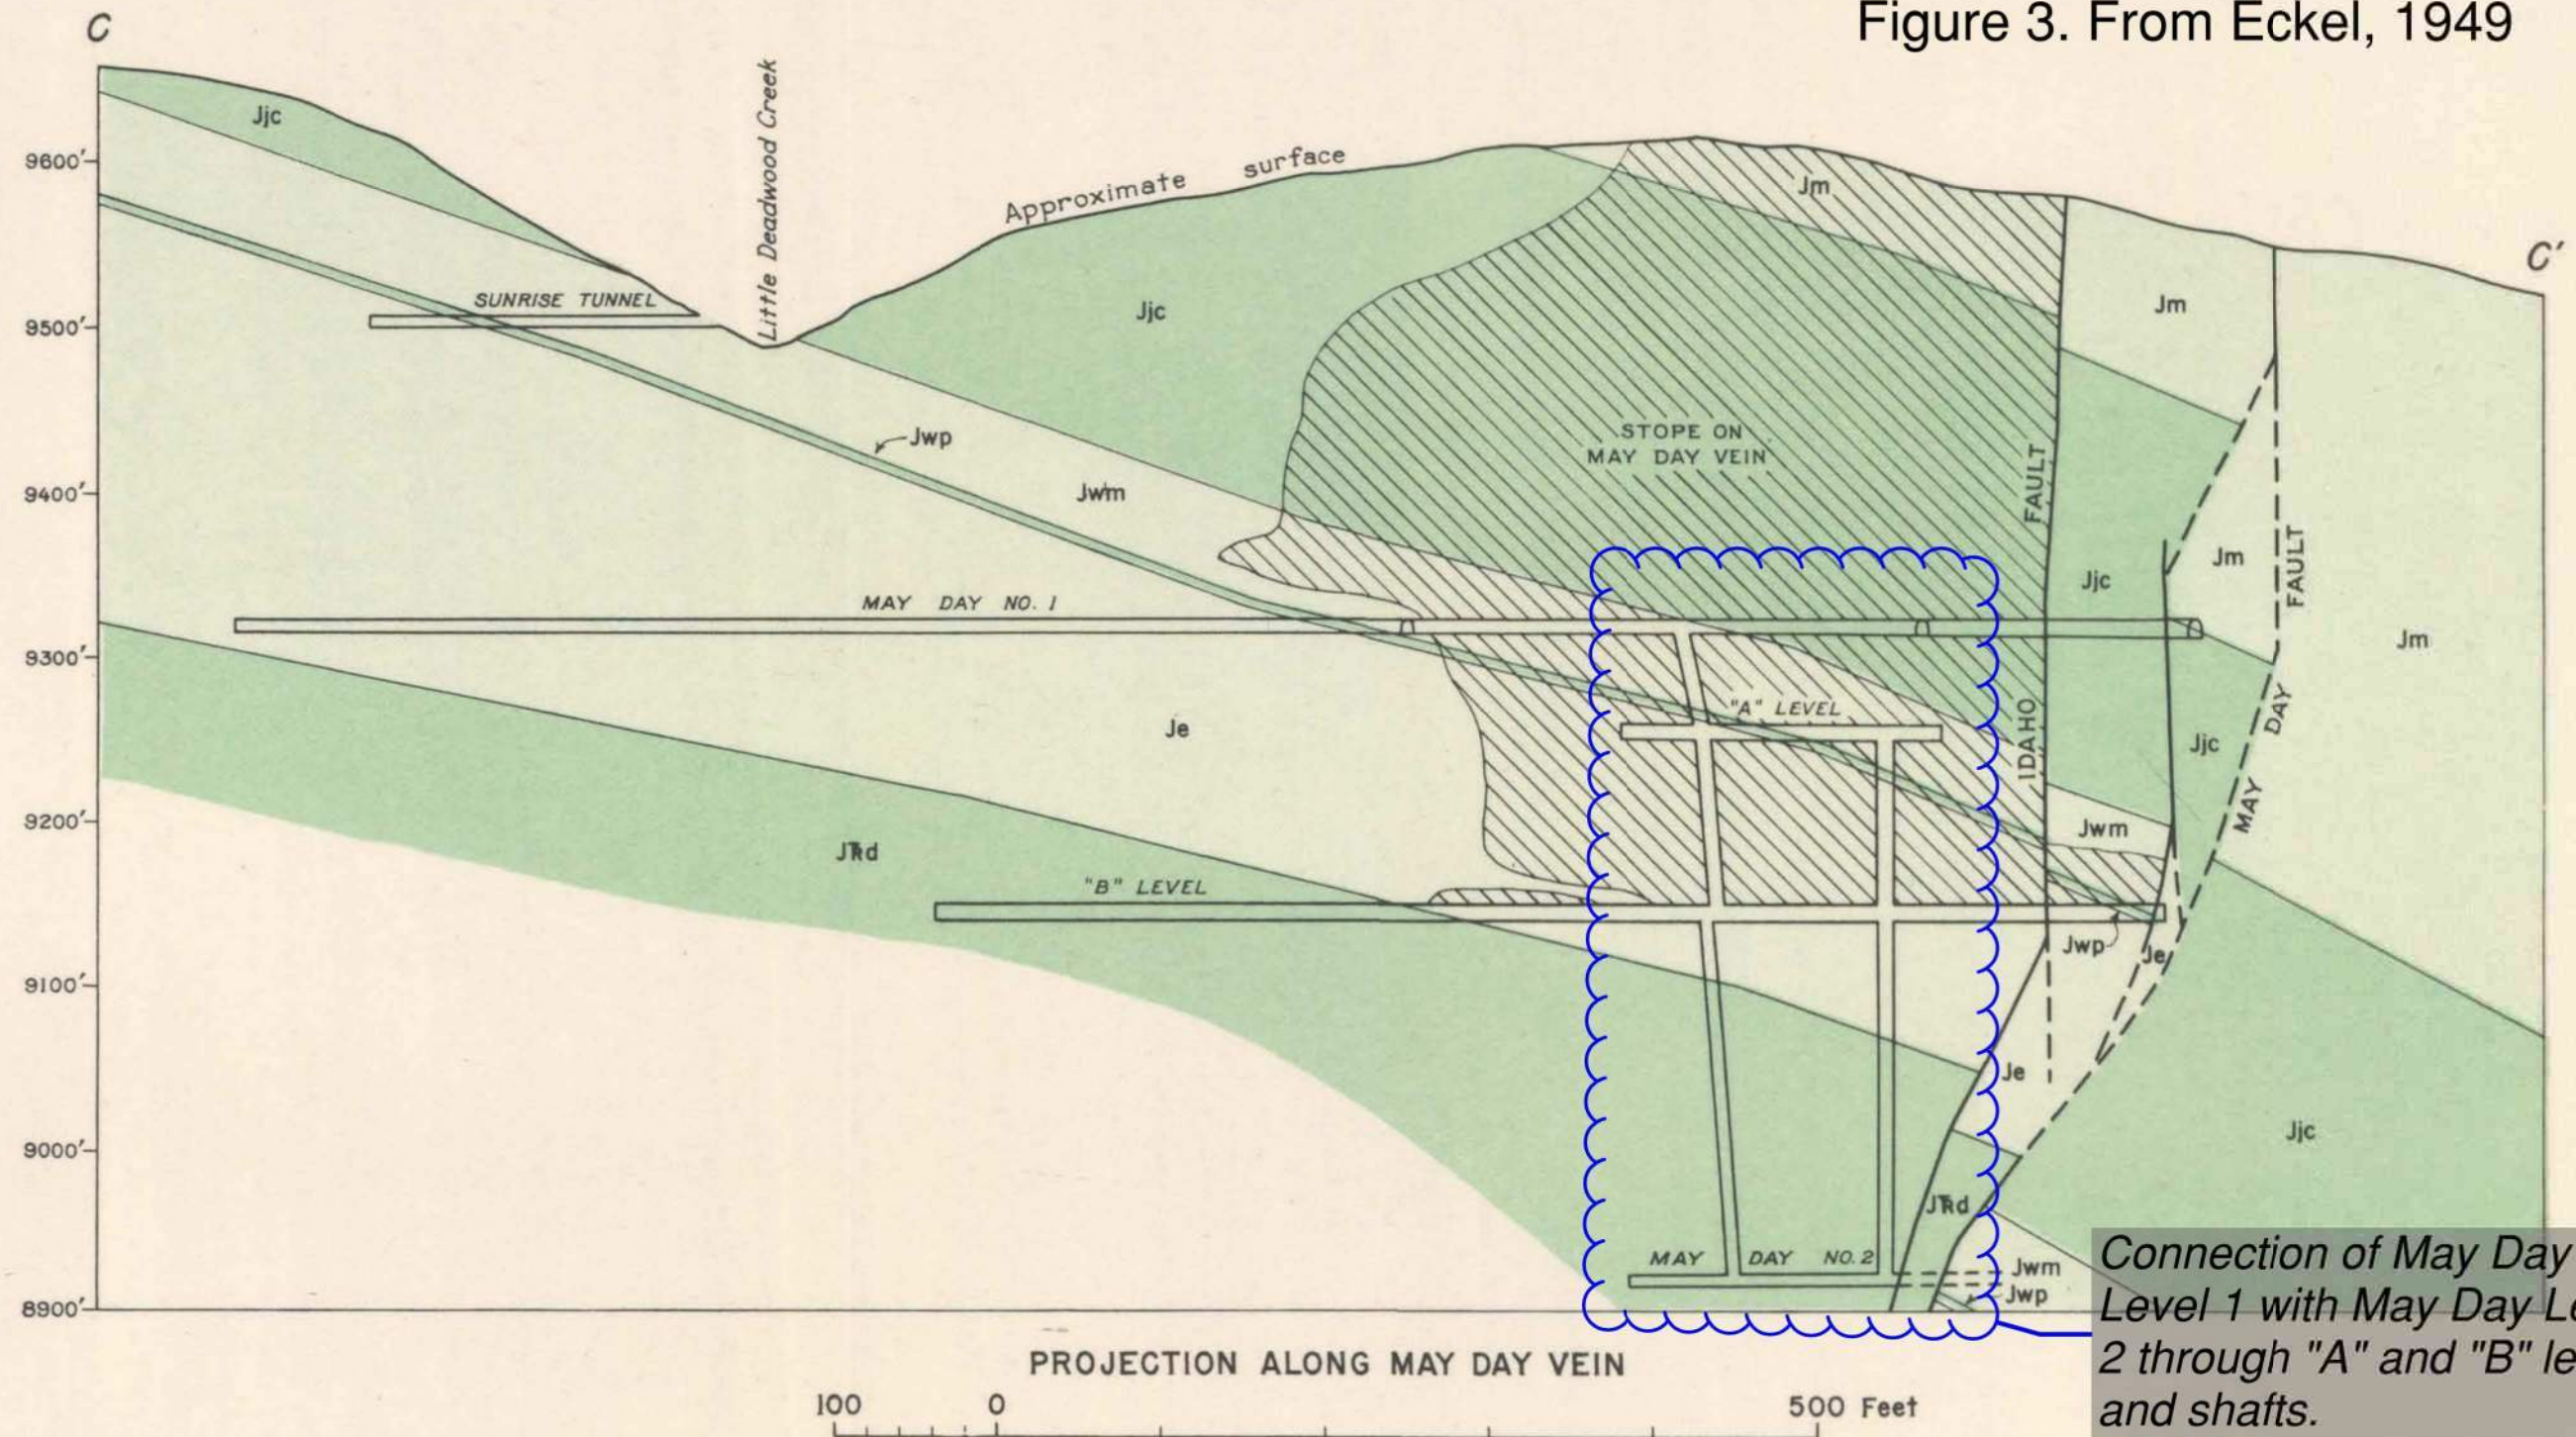 Figure 3. From Eckel, 1949
C
C'
Jjc
Little Deadwood Creek
Approximate surface
Jm
9600'
SUNRISE TUNNEL
9500'
Jjc
Jm
STOPE ON
MAY DAY VEIN
FAULT
Jwp
9400'
Jwm
Jm
FAULT
Jjc
MAY DAY NO. 1
Jm
9300'
"A" LEVEL
IDAHO
MAY DAY
Je
Jjc
9200'
Jwm
JTRd
"B" LEVEL
Jwp
Je
9100'
Je
9000'
Jjc
JTRd
MAY DAY NO. 2
Jwm
Jwp
8900'
Connection of May Day
Level 1 with May Day
2 through "A" and "B"
and shafts.
PROJECTION ALONG MAY DAY VEIN
100 0 500 Feet